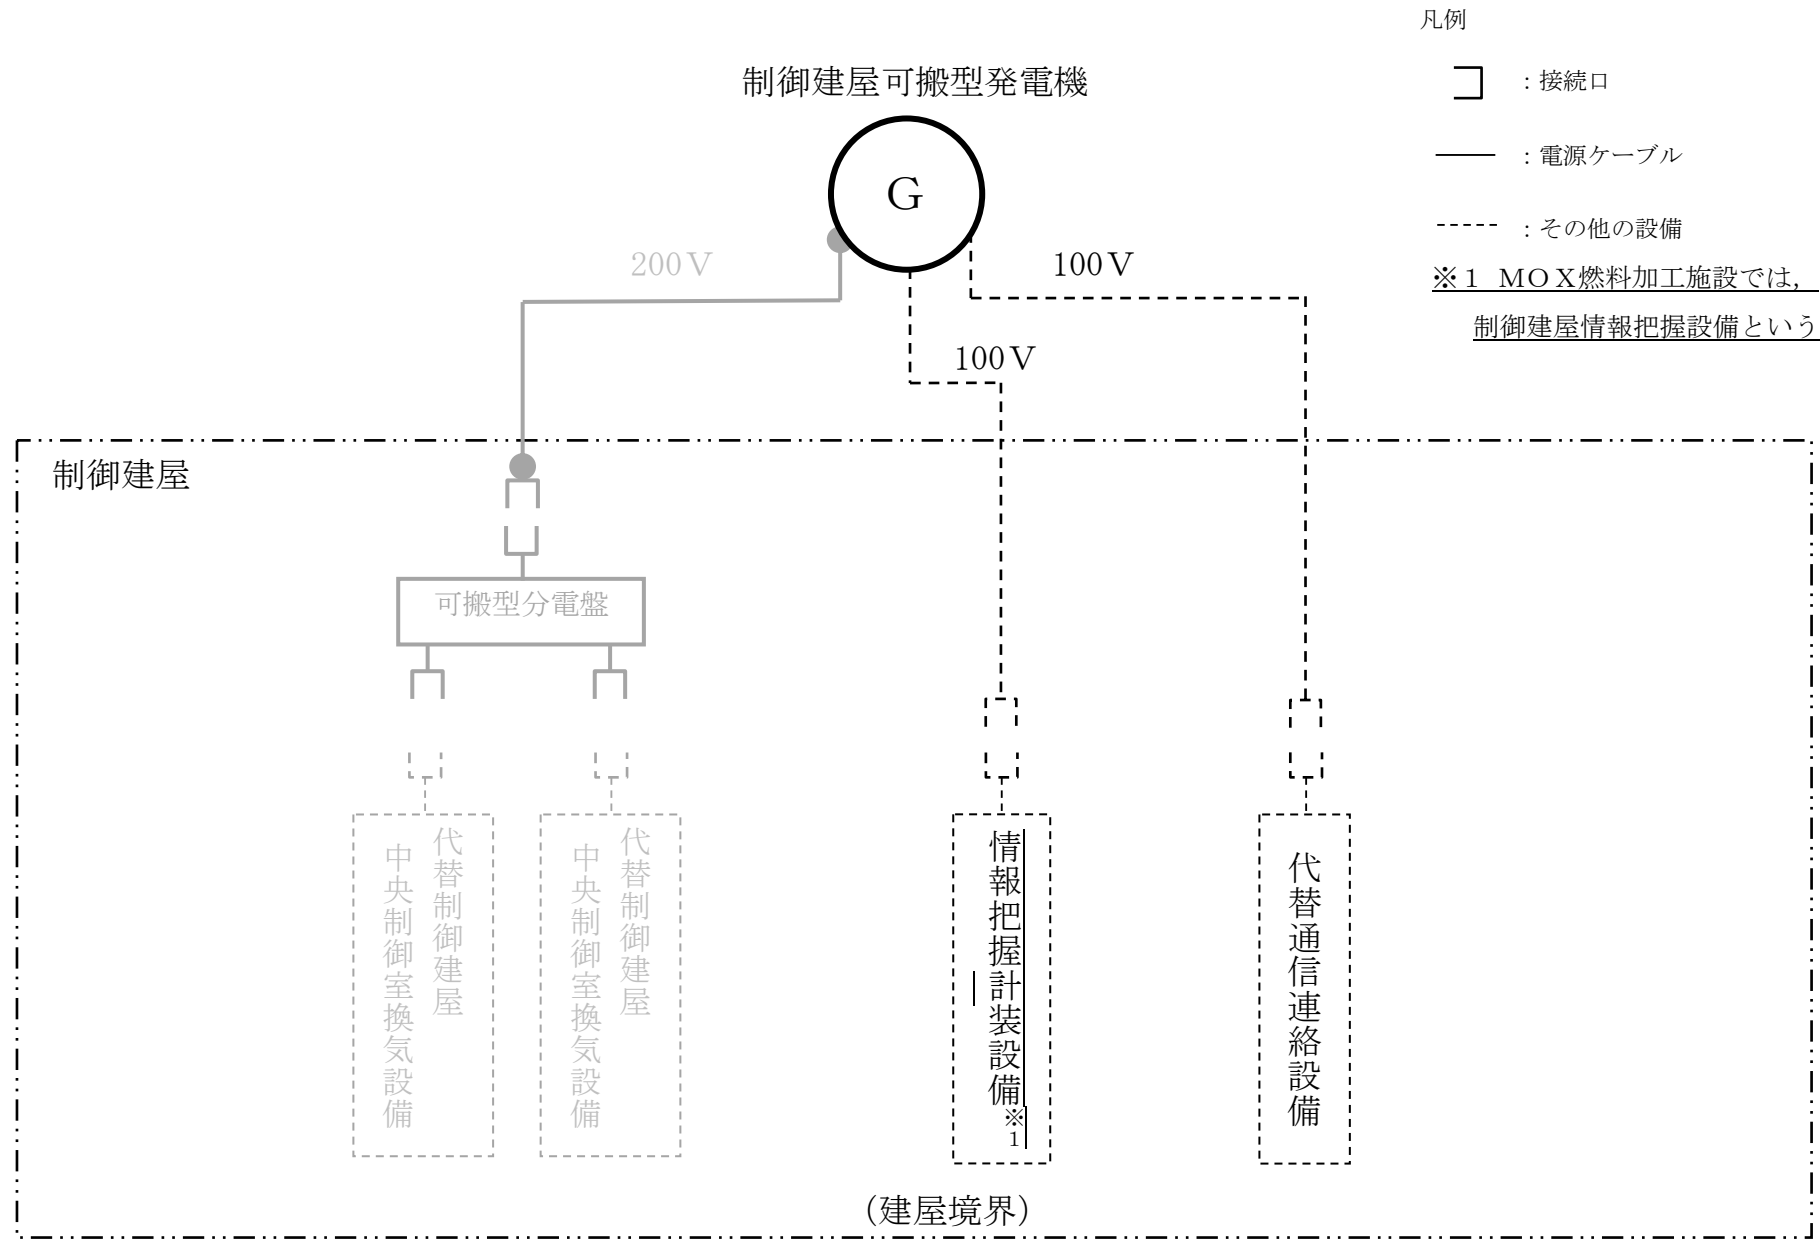 凡例
制御建屋可搬型発電機
：接続口
：電源ケーブル
G
：その他の設備
200V
100V
※１ ＭＯＸ燃料加工施設では，
制御建屋情報把握設備という
100V
制御建屋
可搬型分電盤
代替制御建屋
中央制御室換気設備
代替制御建屋
中央制御室換気設備
情報把握計装設備※１
代替通信連絡設備
（建屋境界）